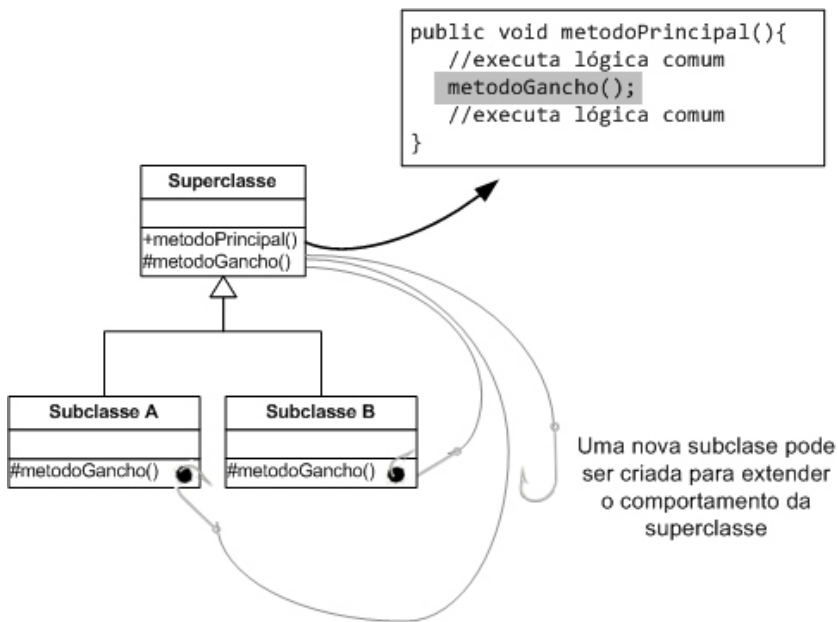 public void metodoPrincipal(){
//executa lógica comum
metodoGancho();
//executa lógica comum
}
Superclasse
+metodoPrincipal()
#metodoGancho()
Subclasse A
#metodoGancho()
Subclasse B
#metodoGancho()
Uma nova subclase pode
ser criada para extender
o comportamento da
superclasse